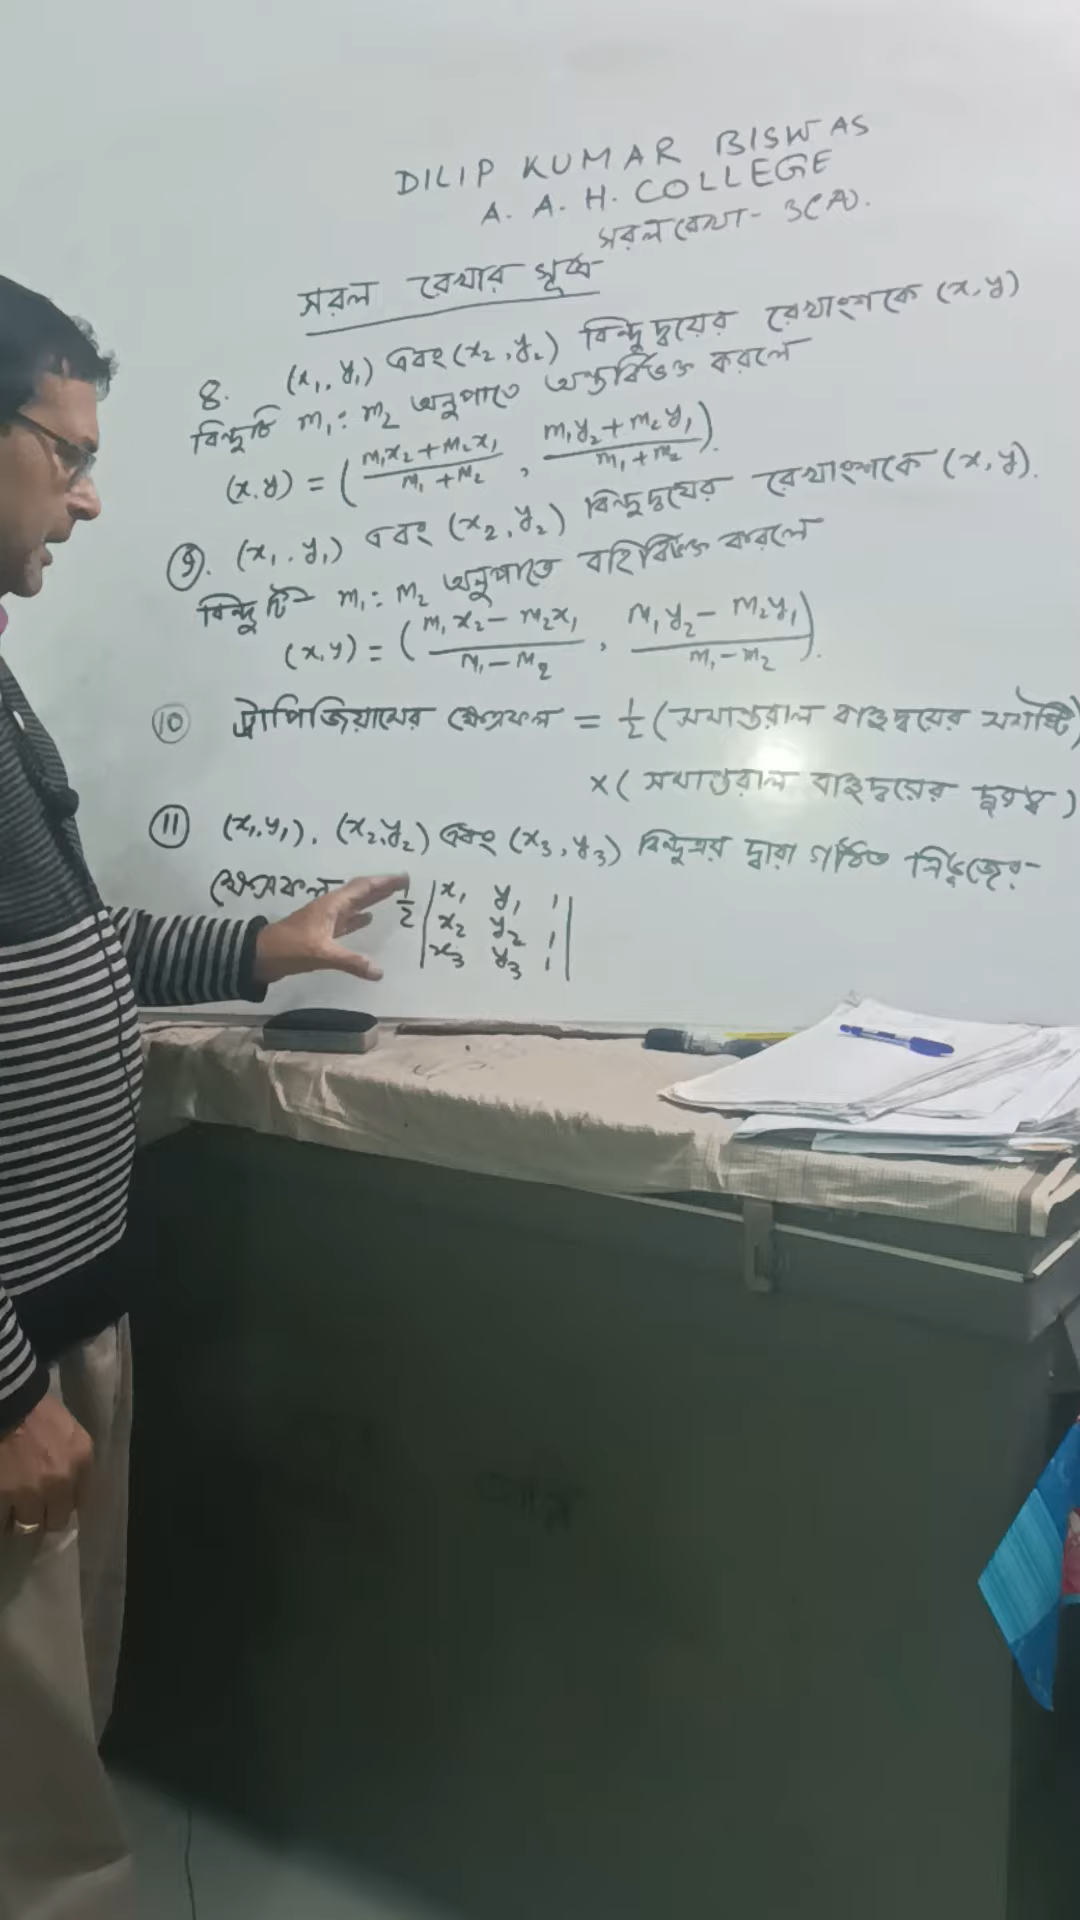 DILIP KUMAR BISWAS
A. A. H. COLLEGE
সরলরেখা - 3(A).
সরল রেখার সূত্র
8. (x₁, y₁) এবং (x₂, y₂) বিন্দুদ্বয়ের রেখাংশকে (x, y)
বিন্দুটি m₁ : m₂ অনুপাতে অন্তর্বিভক্ত করলে
(x, y) = ( (m₁x₂ + m₂x₁)/(m₁ + m₂) , (m₁y₂ + m₂y₁)/(m₁ + m₂) ).
9. (x₁, y₁) এবং (x₂, y₂) বিন্দুদ্বয়ের রেখাংশকে (x, y).
বিন্দুটি m₁ : m₂ অনুপাতে বহির্বিভক্ত করলে
(x, y) = ( (m₁x₂ - m₂x₁)/(m₁ - m₂) , (m₁y₂ - m₂y₁)/(m₁ - m₂) ).
10 ট্রাপিজিয়ামের ক্ষেত্রফল = 1/2 (সমান্তরাল বাহুদ্বয়ের সমষ্টি)
× (সমান্তরাল বাহুদ্বয়ের দূরত্ব)
11 (x₁, y₁), (x₂, y₂) এবং (x₃, y₃) বিন্দুত্রয় দ্বারা গঠিত ত্রিভুজের
ক্ষেত্রফল 1/2 | x₁ y₁ 1 |
x₂ y₂ 1
x₃ y₃ 1